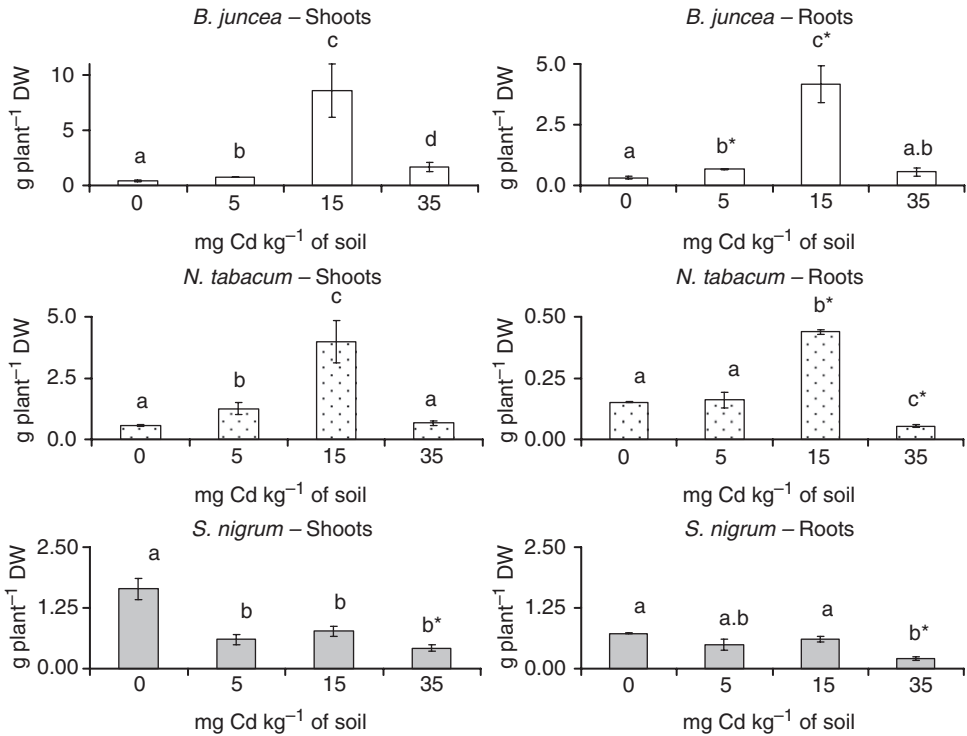 B. juncea – Shoots
g plant⁻¹ DW
10
5
0
a
b
c
d
0 5 15 35
mg Cd kg⁻¹ of soil
B. juncea – Roots
g plant⁻¹ DW
5.0
2.5
0.0
a
b*
c*
a.b
0 5 15 35
mg Cd kg⁻¹ of soil
N. tabacum – Shoots
g plant⁻¹ DW
5.0
2.5
0.0
a
b
c
a
0 5 15 35
mg Cd kg⁻¹ of soil
N. tabacum – Roots
g plant⁻¹ DW
0.50
0.25
0.00
a
a
b*
c*
0 5 15 35
mg Cd kg⁻¹ of soil
S. nigrum – Shoots
g plant⁻¹ DW
2.50
1.25
0.00
a
b
b
b*
0 5 15 35
mg Cd kg⁻¹ of soil
S. nigrum – Roots
g plant⁻¹ DW
2.50
1.25
0.00
a
a.b
a
b*
0 5 15 35
mg Cd kg⁻¹ of soil